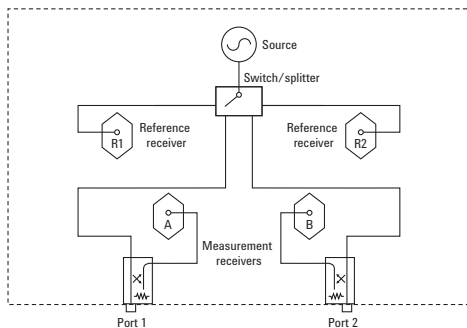 Source
Switch/splitter
Reference
receiver
R1
Reference
receiver
R2
A
B
Measurement
receivers
Port 1
Port 2